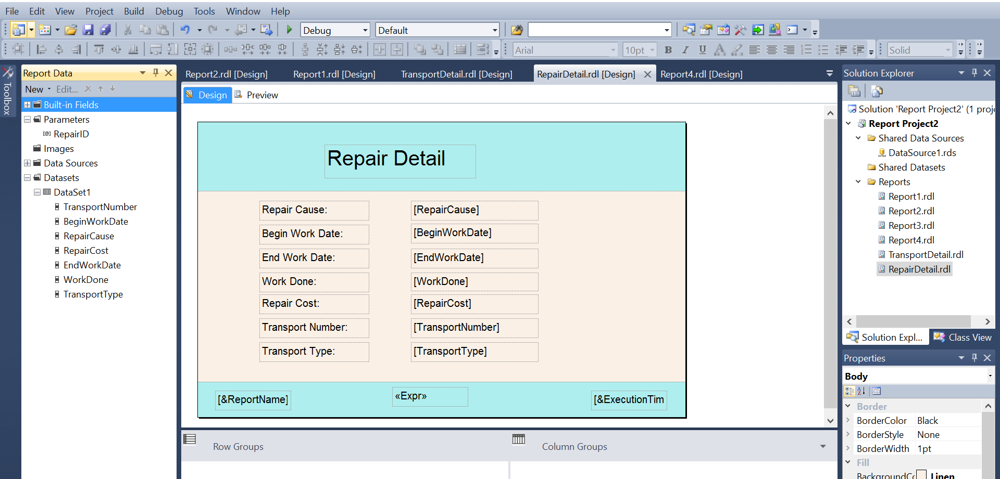 File Edit View Project Build Debug Tools Window Help
Debug Default
Arial 10pt B I U A Solid
Toolbox
Report Data
New Edit...
Built-in Fields
Parameters
RepairID
Images
Data Sources
Datasets
DataSet1
TransportNumber
BeginWorkDate
RepairCause
RepairCost
EndWorkDate
WorkDone
TransportType
Report2.rdl [Design] Report1.rdl [Design] TransportDetail.rdl [Design] RepairDetail.rdl [Design] Report4.rdl [Design]
Design Preview
Repair Detail
Repair Cause: [RepairCause]
Begin Work Date: [BeginWorkDate]
End Work Date: [EndWorkDate]
Work Done: [WorkDone]
Repair Cost: [RepairCost]
Transport Number: [TransportNumber]
Transport Type: [TransportType]
[&ReportName] «Expr» [&ExecutionTim
Row Groups Column Groups
Solution Explorer
Solution 'Report Project2' (1 proj
Report Project2
Shared Data Sources
DataSource1.rds
Shared Datasets
Reports
Report1.rdl
Report2.rdl
Report3.rdl
Report4.rdl
TransportDetail.rdl
RepairDetail.rdl
Solution Expl... Class View
Properties
Body
Border
BorderColor Black
BorderStyle None
BorderWidth 1pt
Fill
BackgroundCo Linen